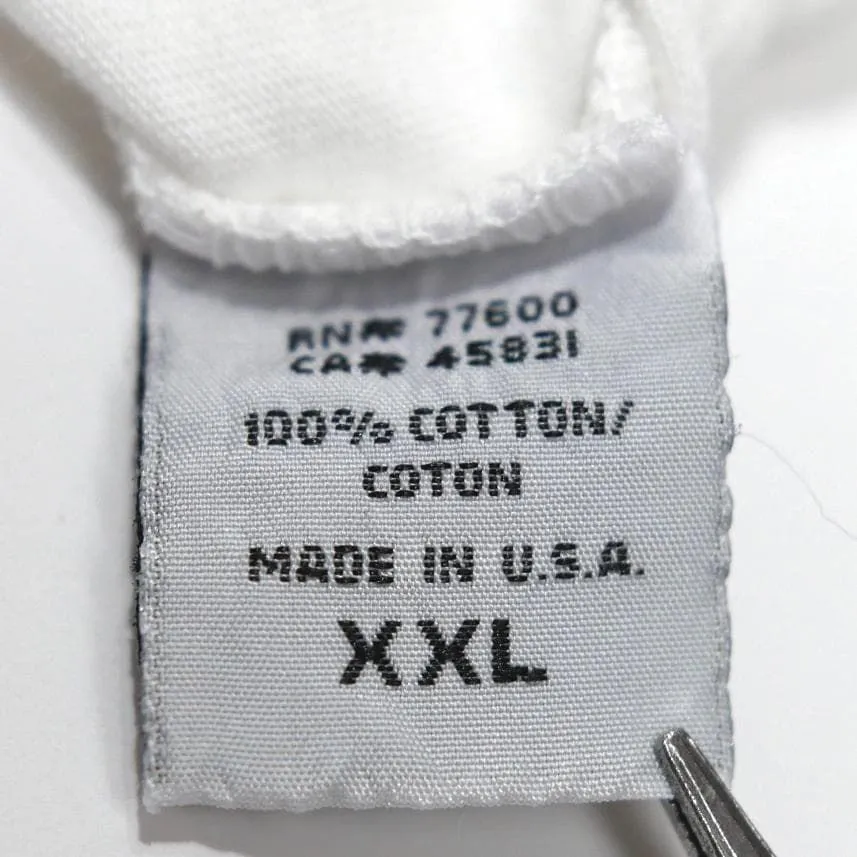 RN# 77600
CA# 45831
100% COTTON/
COTON
MADE IN U.S.A.
XXL